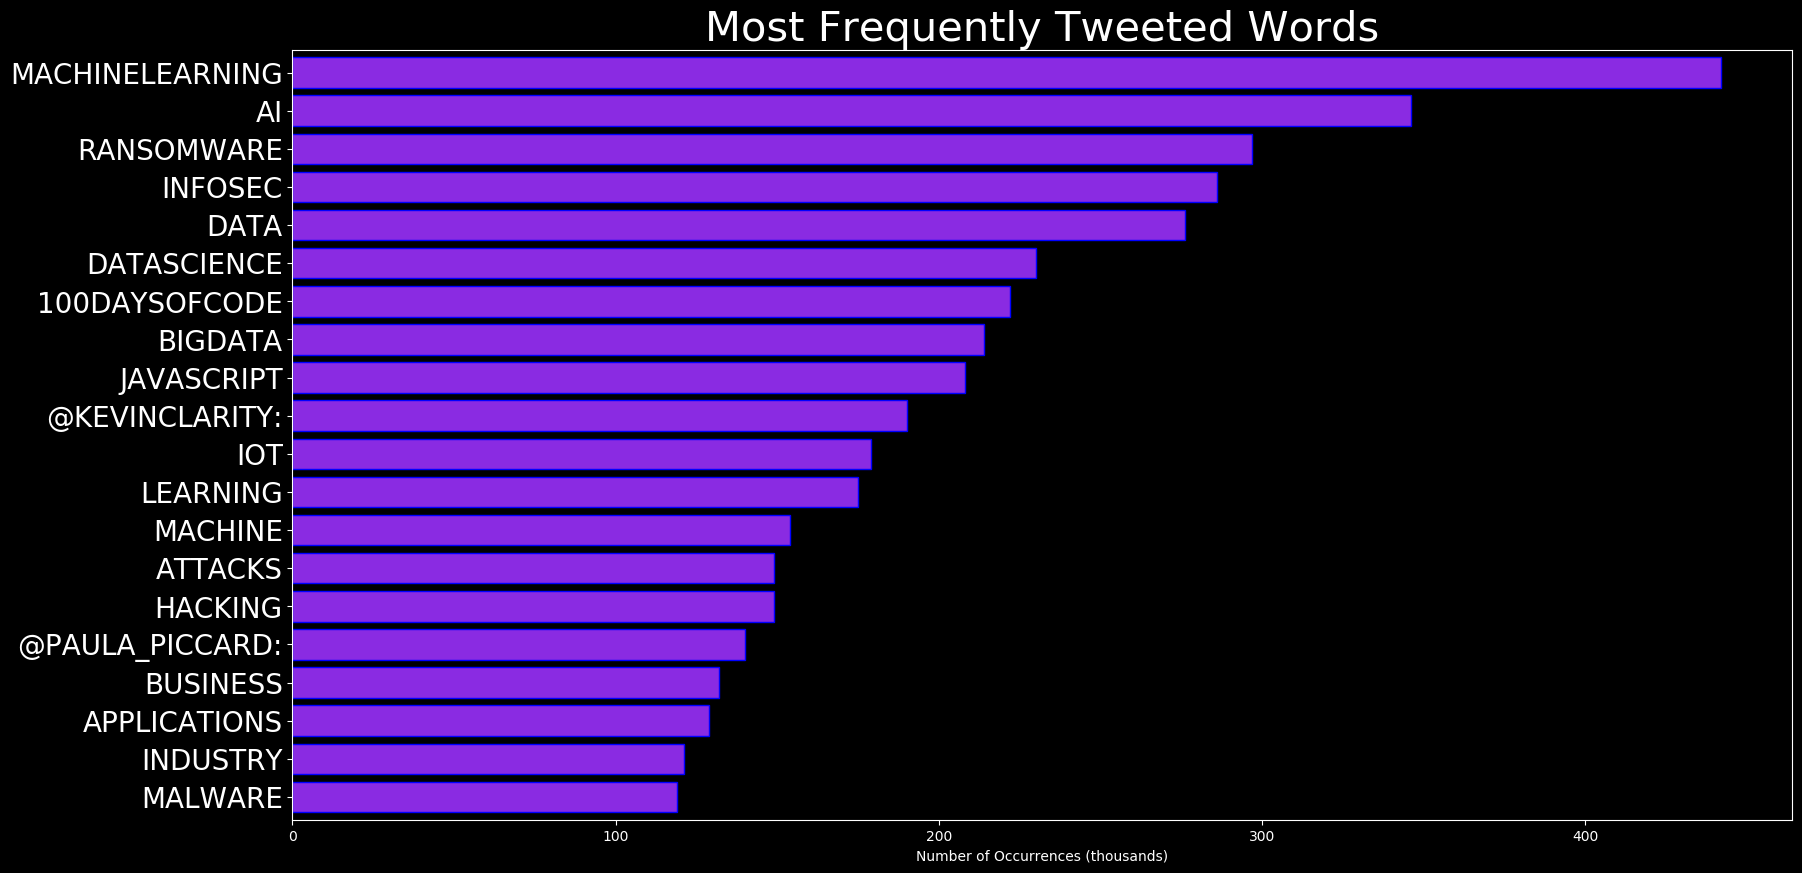 Most Frequently Tweeted Words
MACHINELEARNING
AI
RANSOMWARE
INFOSEC
DATA
DATASCIENCE
100DAYSOFCODE
BIGDATA
JAVASCRIPT
@KEVINCLARITY:
IOT
LEARNING
MACHINE
ATTACKS
HACKING
@PAULA_PICCARD:
BUSINESS
APPLICATIONS
INDUSTRY
MALWARE
0 100 200 300 400
Number of Occurrences (thousands)